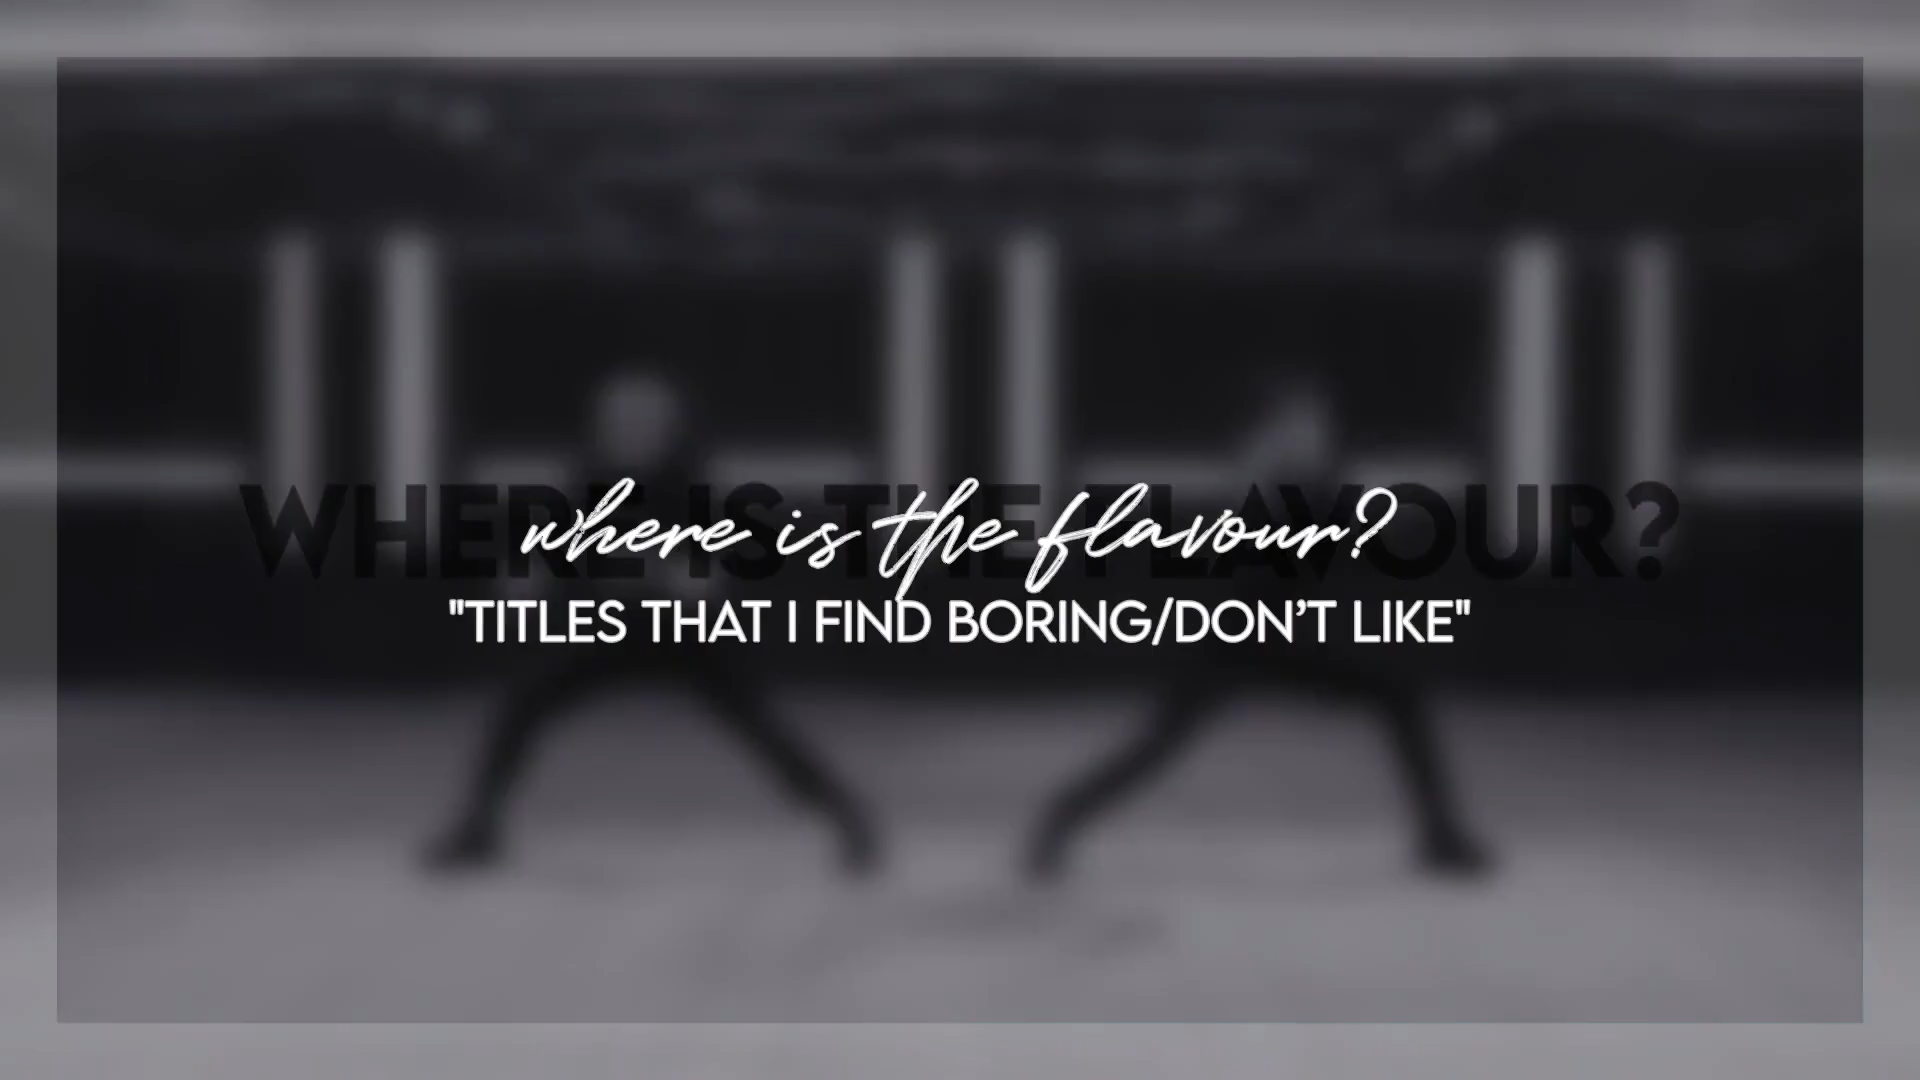 WHERE IS THE FLAVOUR?
where is the flavour?
"TITLES THAT I FIND BORING/DON'T LIKE"